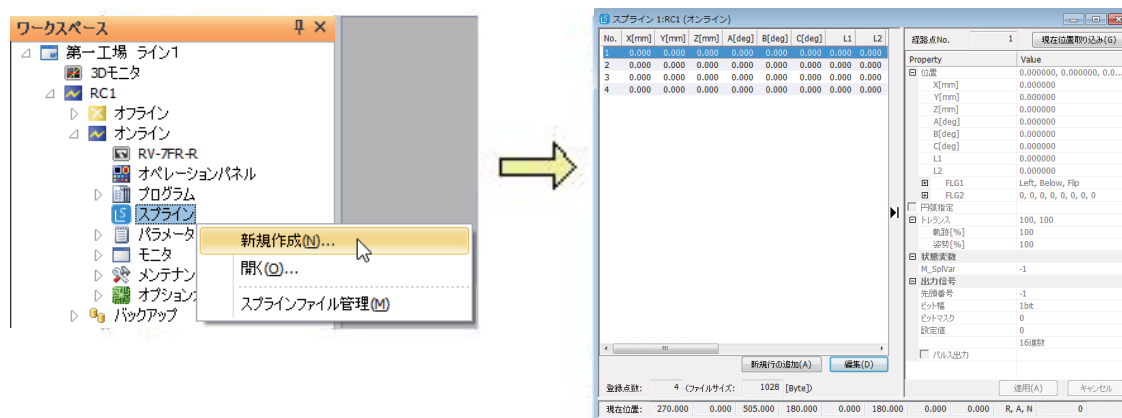 ワークスペース
第一工場 ライン1
3Dモニタ
RC1
オフライン
オンライン
RV-7FR-R
オペレーションパネル
プログラム
スプライン
パラメータ
モニタ
メンテナン
オプション
バックアップ
新規作成(N)...
開く(O)...
スプラインファイル管理(M)
スプライン 1:RC1 (オンライン)
No. X[mm] Y[mm] Z[mm] A[deg] B[deg] C[deg] L1 L2
1 0.000 0.000 0.000 0.000 0.000 0.000 0.000 0.000
2 0.000 0.000 0.000 0.000 0.000 0.000 0.000 0.000
3 0.000 0.000 0.000 0.000 0.000 0.000 0.000 0.000
4 0.000 0.000 0.000 0.000 0.000 0.000 0.000 0.000
新規行の追加(A) 編集(D)
登録点数: 4 (ファイルサイズ: 1028 [Byte])
経路点No. 1 現在位置取り込み(G)
Property Value
位置 0.000000, 0.000000, 0.0...
X[mm] 0.000000
Y[mm] 0.000000
Z[mm] 0.000000
A[deg] 0.000000
B[deg] 0.000000
C[deg] 0.000000
L1 0.000000
L2 0.000000
FLG1 Left, Below, Flip
FLG2 0, 0, 0, 0, 0, 0, 0, 0
円弧指定
トレランス 100, 100
軌跡[%] 100
姿勢[%] 100
状態変数
M_SplVar -1
出力信号
先頭番号 -1
ビット幅 1bit
ビットマスク 0
設定値 0
16進数
パルス出力
適用(A) キャンセル
現在位置: 270.000 0.000 505.000 180.000 0.000 180.000 0.000 0.000 R, A, N 0